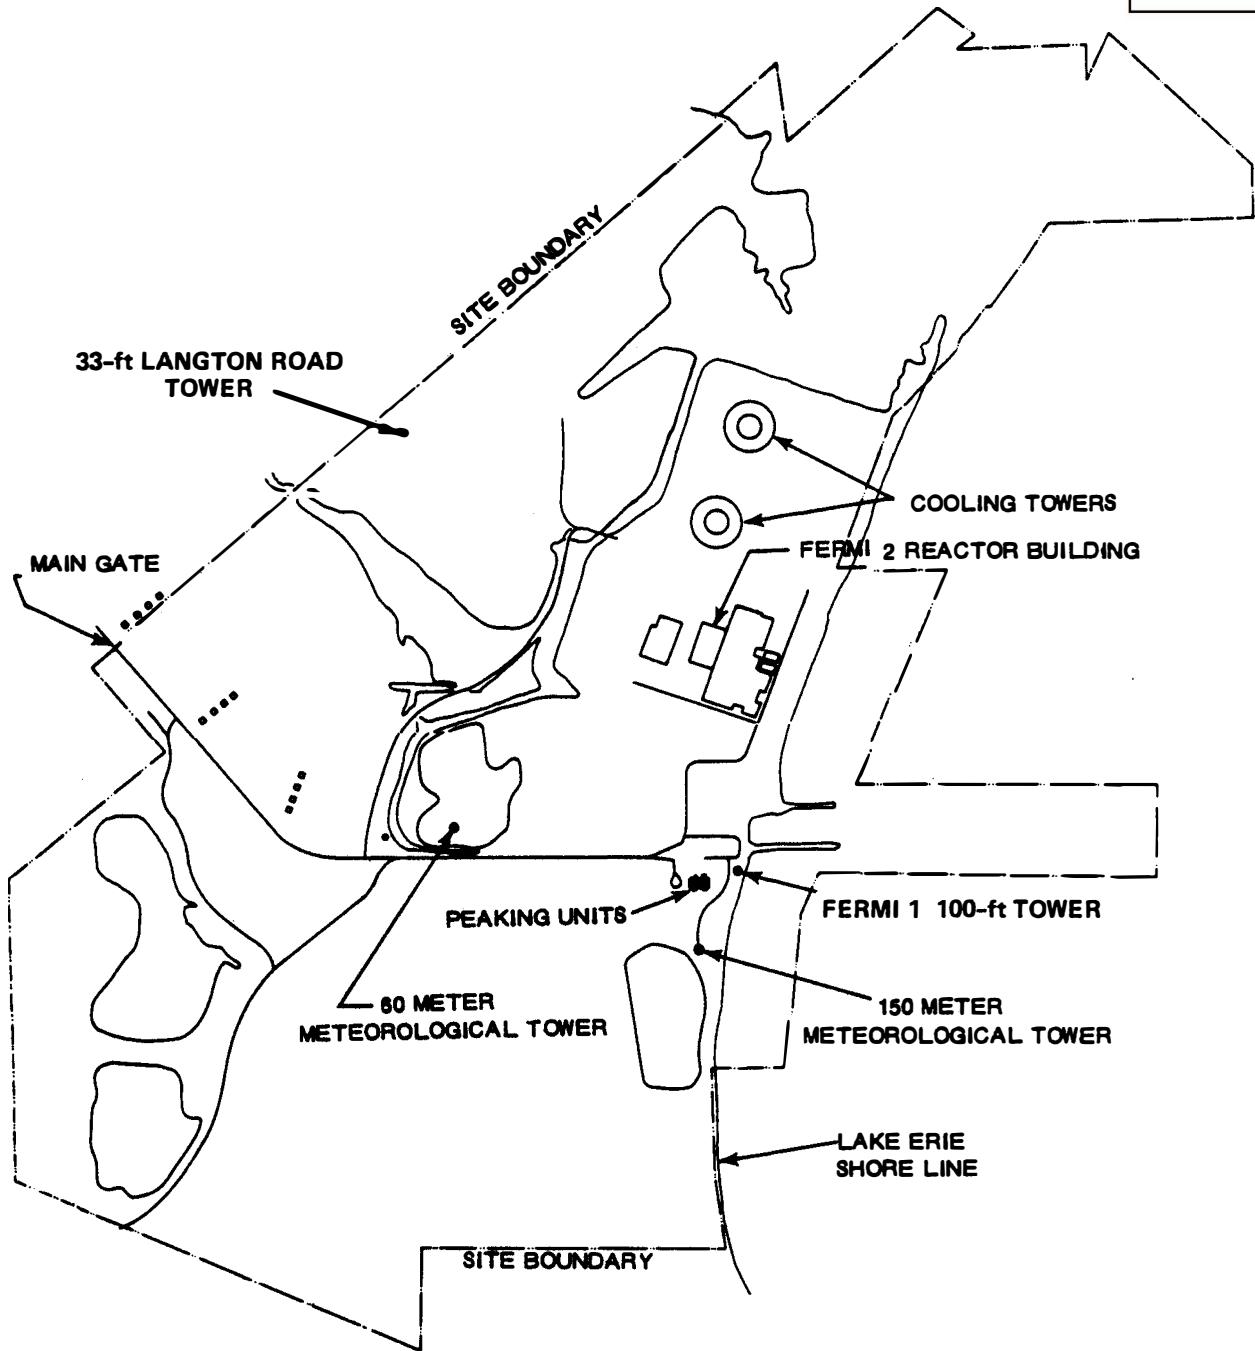 SITE BOUNDARY
33-ft LANGTON ROAD
TOWER
COOLING TOWERS
FERMI 2 REACTOR BUILDING
MAIN GATE
PEAKING UNITS
FERMI 1 100-ft TOWER
60 METER
METEOROLOGICAL TOWER
150 METER
METEOROLOGICAL TOWER
LAKE ERIE
SHORE LINE
SITE BOUNDARY